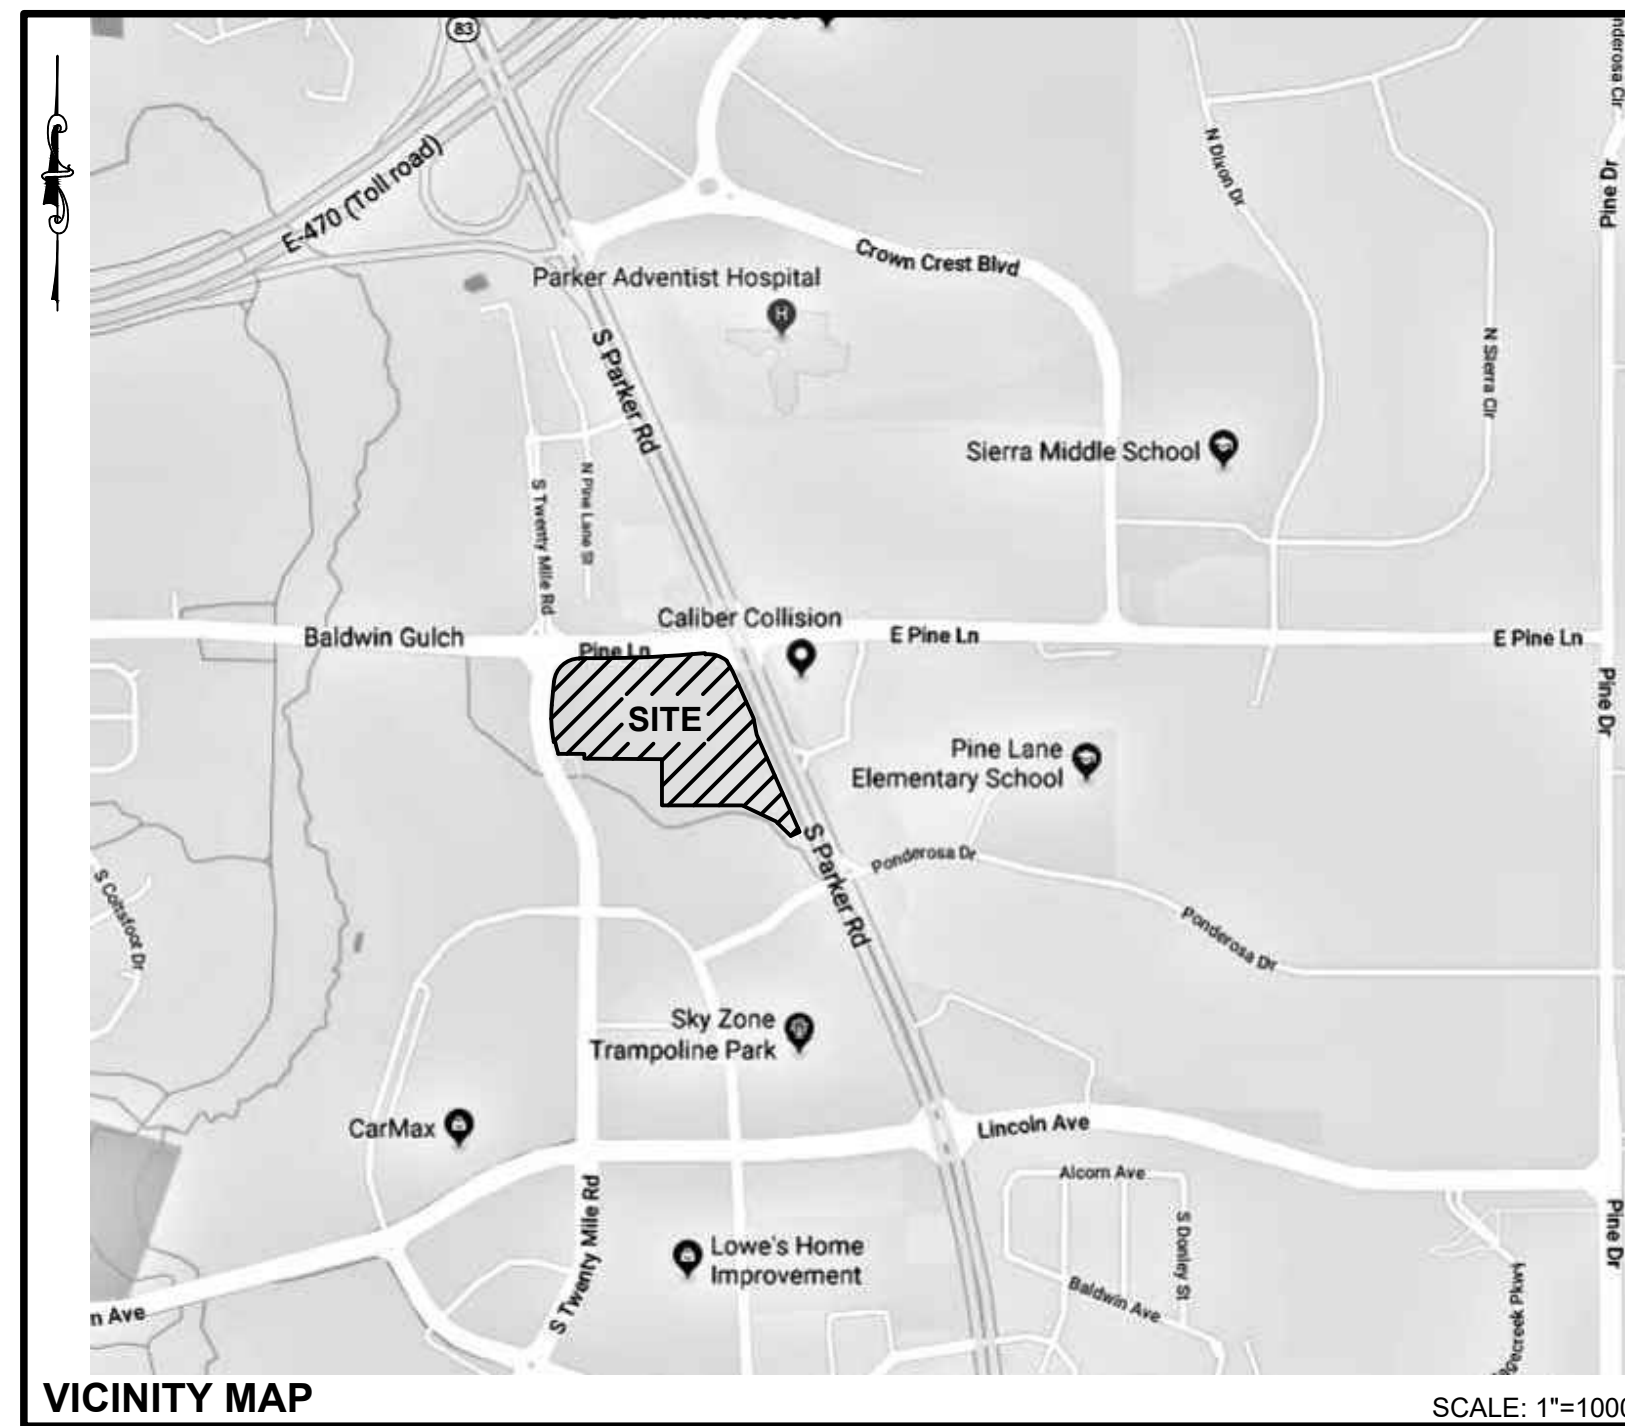 83
E-470 (Toll road)
N Dixon Dr
Pine Dr
Crown Crest Blvd
Parker Adventist Hospital
H
S Parker Rd
N Sierra Cir
Sierra Middle School
S Twenty Mile Rd
N Pine Lane St
Caliber Collision
Baldwin Gulch
Pine Ln
E Pine Ln
E Pine Ln
Pine Dr
SITE
Pine Lane
Elementary School
S Parker Rd
Ponderosa Dr
S Coltsfoot Dr
Ponderosa Dr
Sky Zone
Trampoline Park
CarMax
Lincoln Ave
Alcorn Ave
S Twenty Mile Rd
S Donley St
Pine Dr
Lowe's Home
Improvement
Baldwin Ave
n Ave
VICINITY MAP
SCALE: 1"=1000